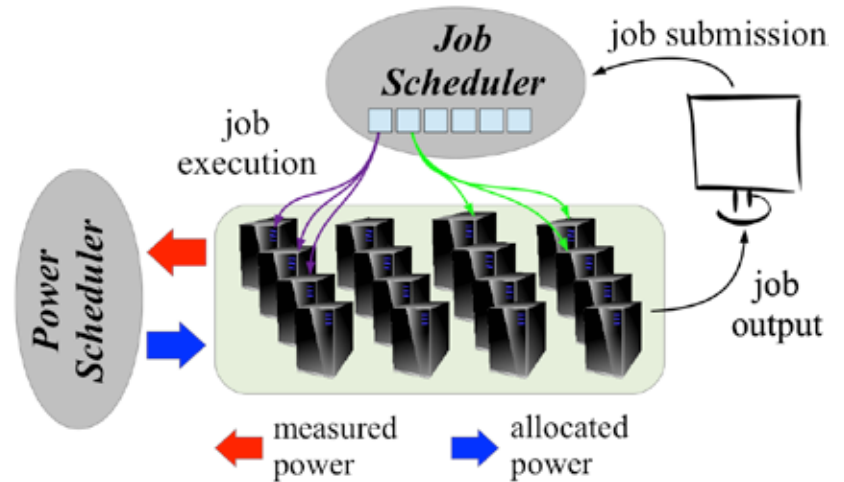 Job
Scheduler
job submission
job
execution
Power
Scheduler
job
output
measured
power
allocated
power